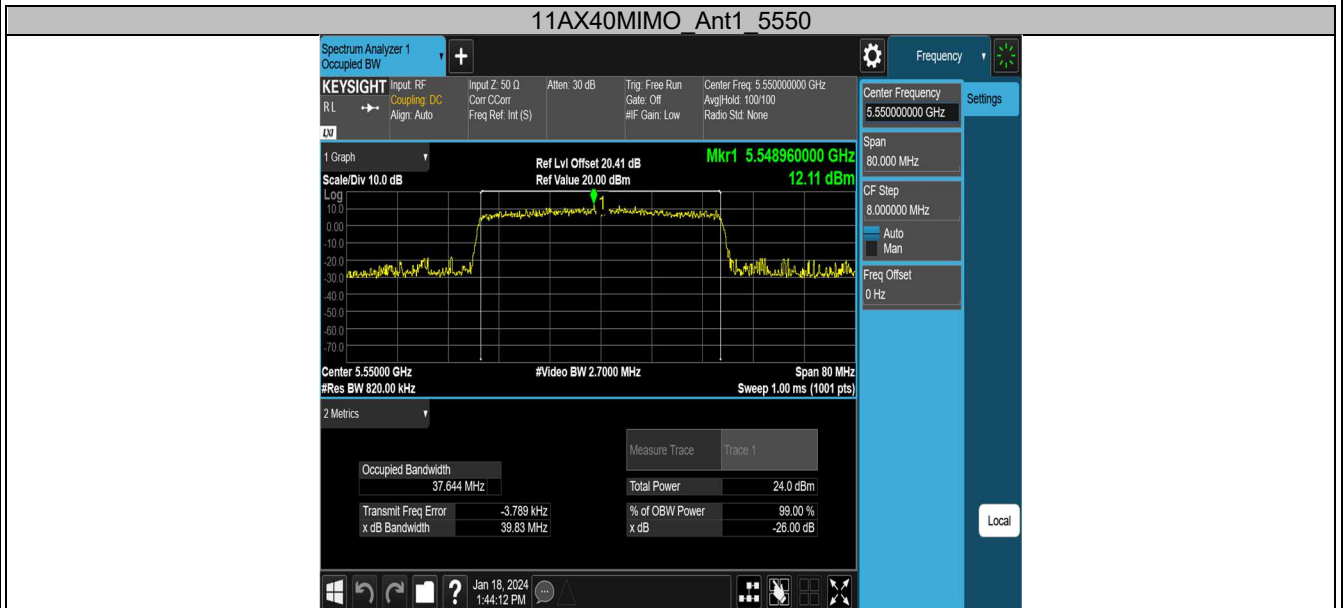 11AX40MIMO_Ant1_5550
Spectrum Analyzer 1
Occupied BW
+
Frequency
KEYSIGHT
RL
LXI
Input: RF
Coupling: DC
Align: Auto
Input Z: 50 Ω
Corr CCorr
Freq Ref: Int (S)
Atten: 30 dB
Trig: Free Run
Gate: Off
#IF Gain: Low
Center Freq: 5.550000000 GHz
Avg|Hold: 100/100
Radio Std: None
Center Frequency
5.550000000 GHz
Settings
Span
80.000 MHz
CF Step
8.000000 MHz
Auto
Man
Freq Offset
0 Hz
Local
1 Graph
Scale/Div 10.0 dB
Ref Lvl Offset 20.41 dB
Ref Value 20.00 dBm
Mkr1 5.548960000 GHz
12.11 dBm
Log
10.0
0.00
-10.0
-20.0
-30.0
-40.0
-50.0
-60.0
-70.0
1
Center 5.55000 GHz
#Res BW 820.00 kHz
#Video BW 2.7000 MHz
Span 80 MHz
Sweep 1.00 ms (1001 pts)
2 Metrics
Measure Trace
Trace 1
Occupied Bandwidth
37.644 MHz
Total Power
24.0 dBm
Transmit Freq Error
-3.789 kHz
% of OBW Power
99.00 %
x dB Bandwidth
39.83 MHz
x dB
-26.00 dB
?
Jan 18, 2024
1:44:12 PM